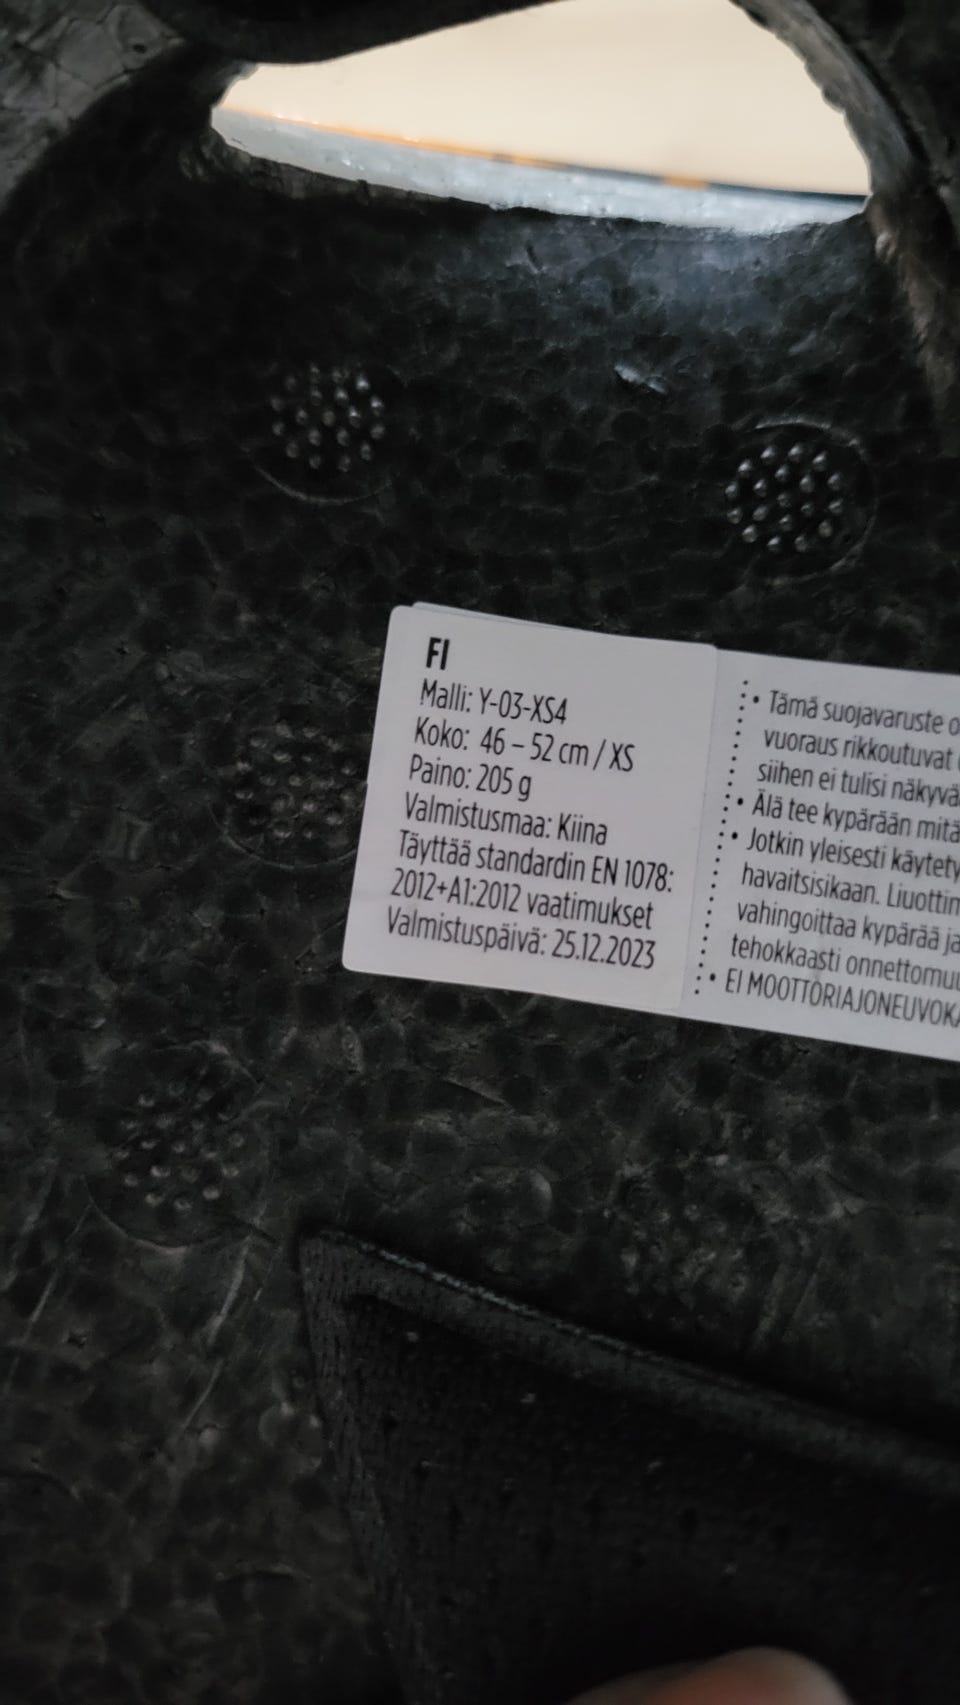 FI
Malli: Y-03-XS4
Koko: 46 – 52 cm / XS
Paino: 205 g
Valmistusmaa: Kiina
Täyttää standardin EN 1078:
2012+A1:2012 vaatimukset
Valmistuspäivä: 25.12.2023
• Tämä suojavaruste
vuoraus rikkoutuvat
siihen ei tulisi
• Älä tee kypärään
• Jotkin yleisesti
havaitsisikaan.
vahingoittaa kypärää
tehokkaasti
• EI